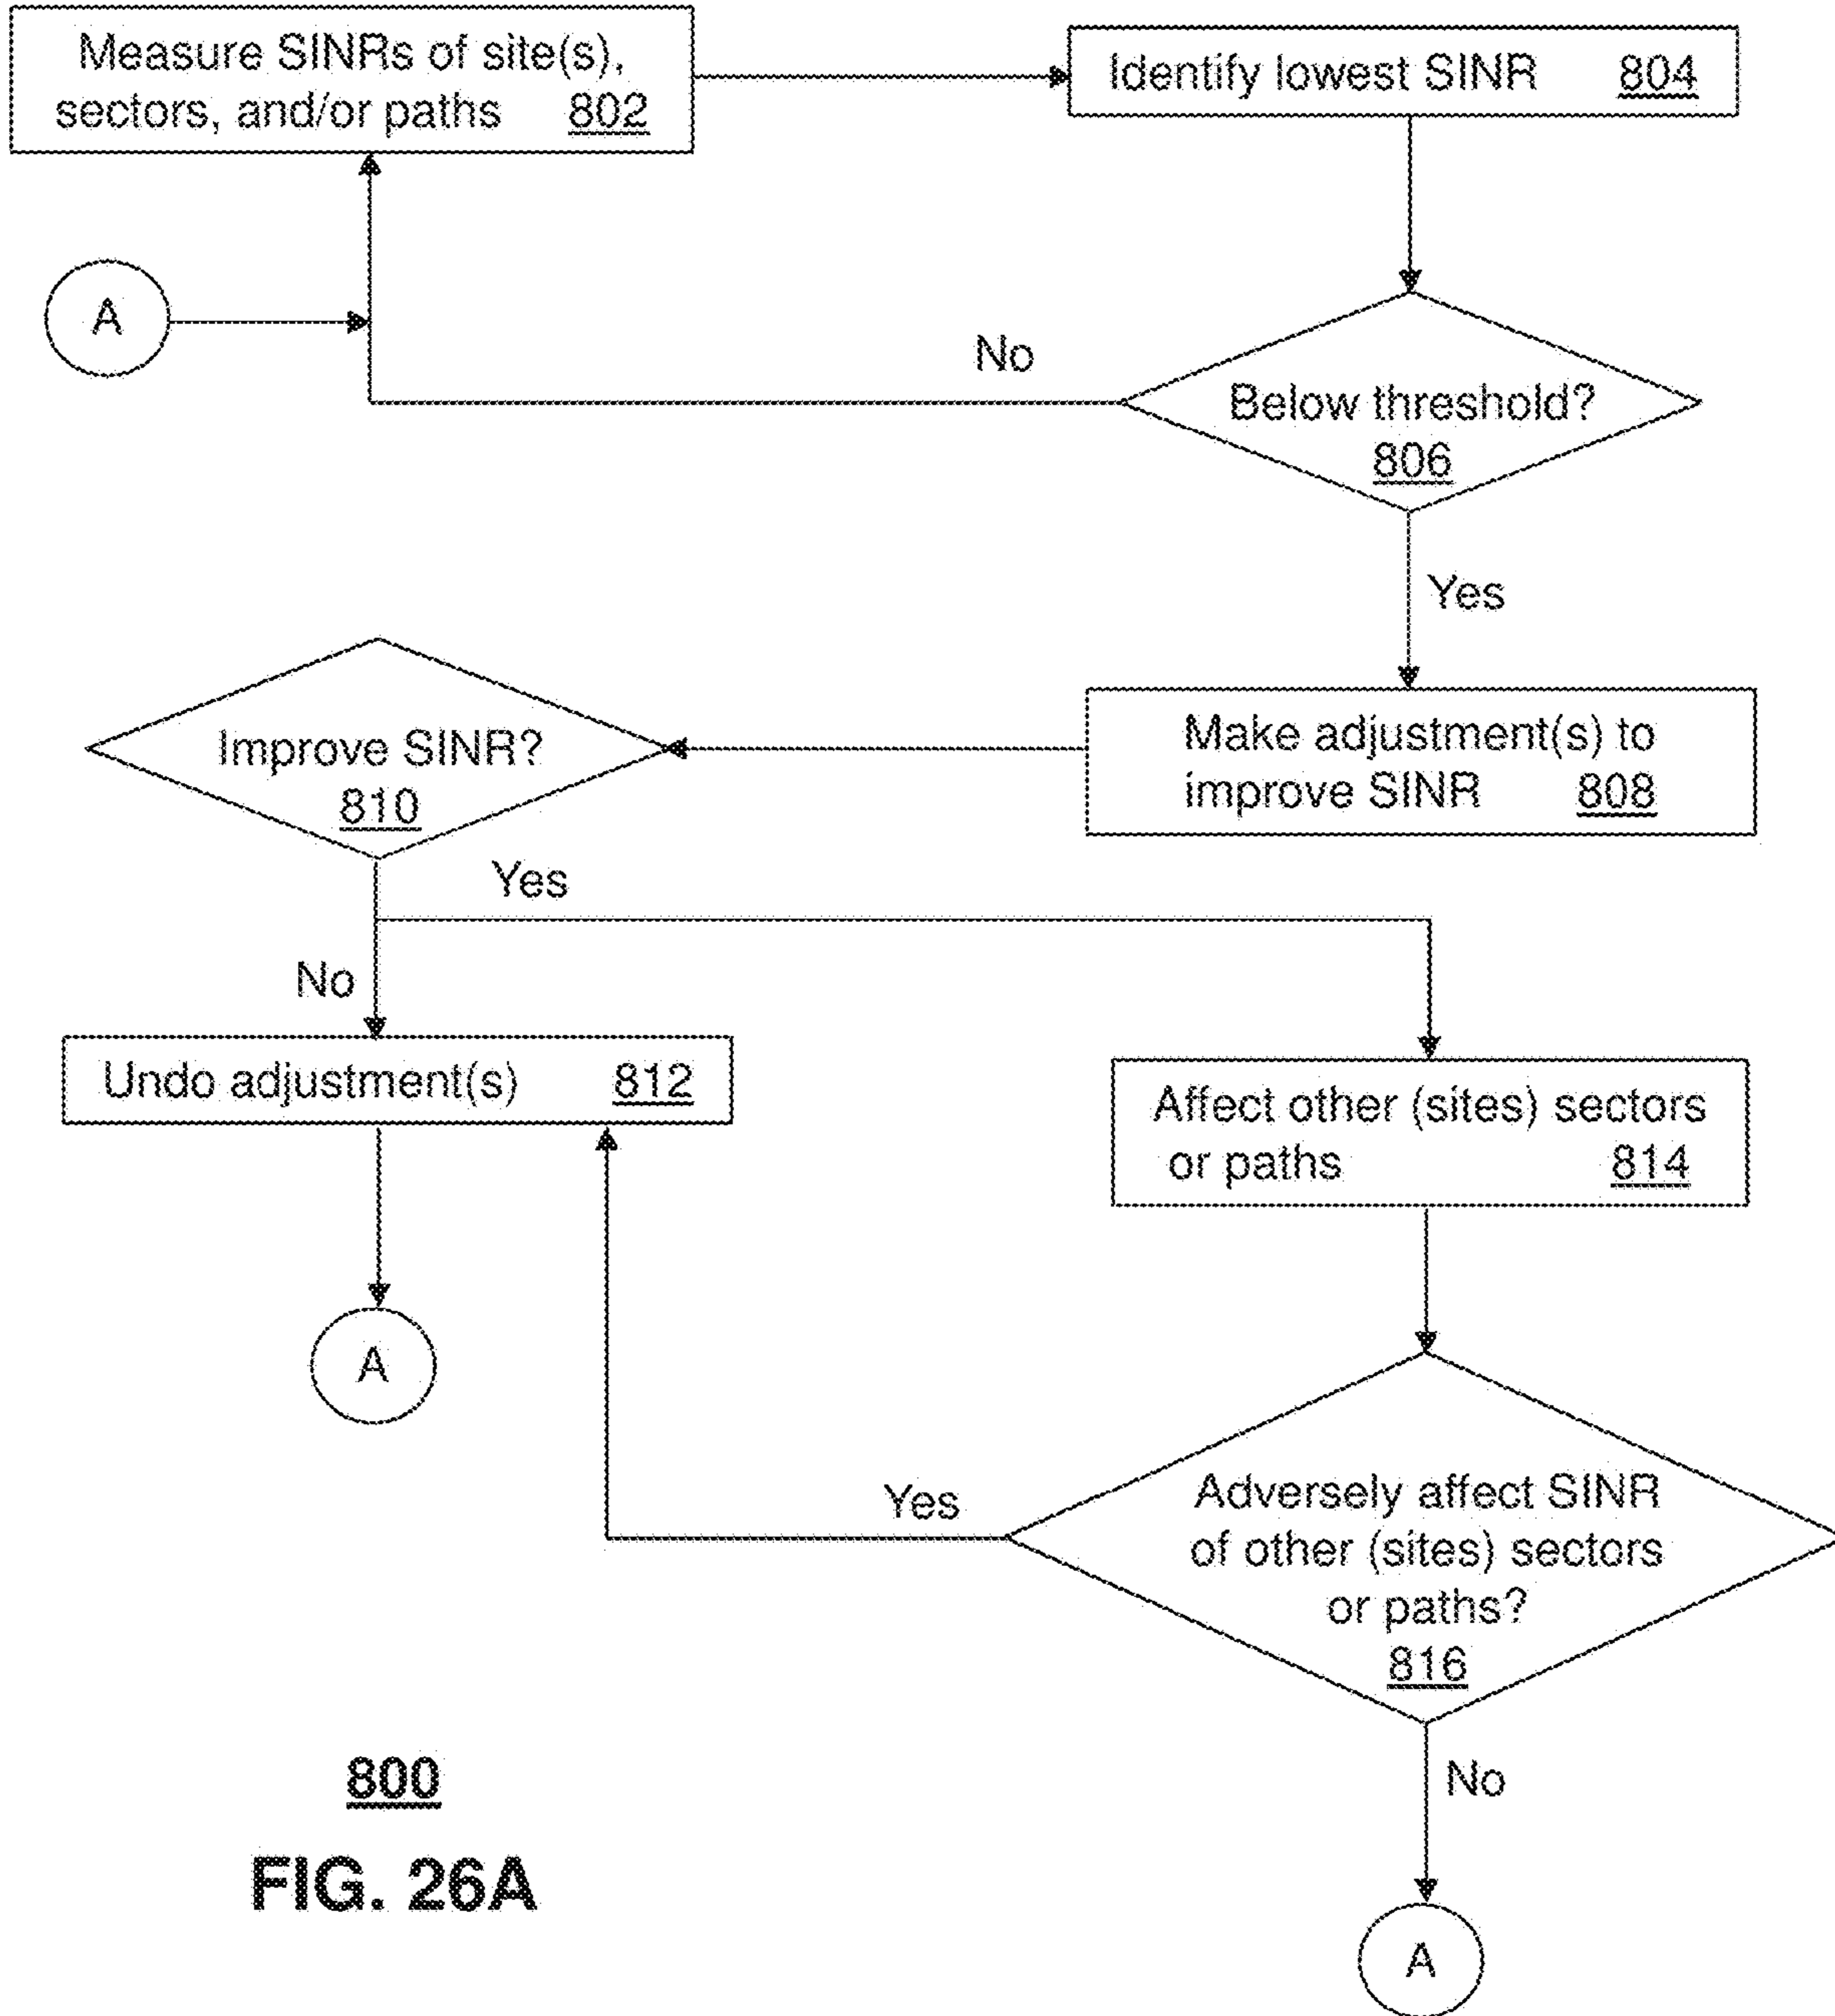 Measure SINRs of site(s),
sectors, and/or paths 802
Identify lowest SINR 804
A
No
Below threshold?
806
Yes
Improve SINR?
810
Make adjustment(s) to
improve SINR 808
Yes
No
Undo adjustment(s) 812
Affect other (sites) sectors
or paths 814
A
Yes
Adversely affect SINR
of other (sites) sectors
or paths?
816
No
800
FIG. 26A
A